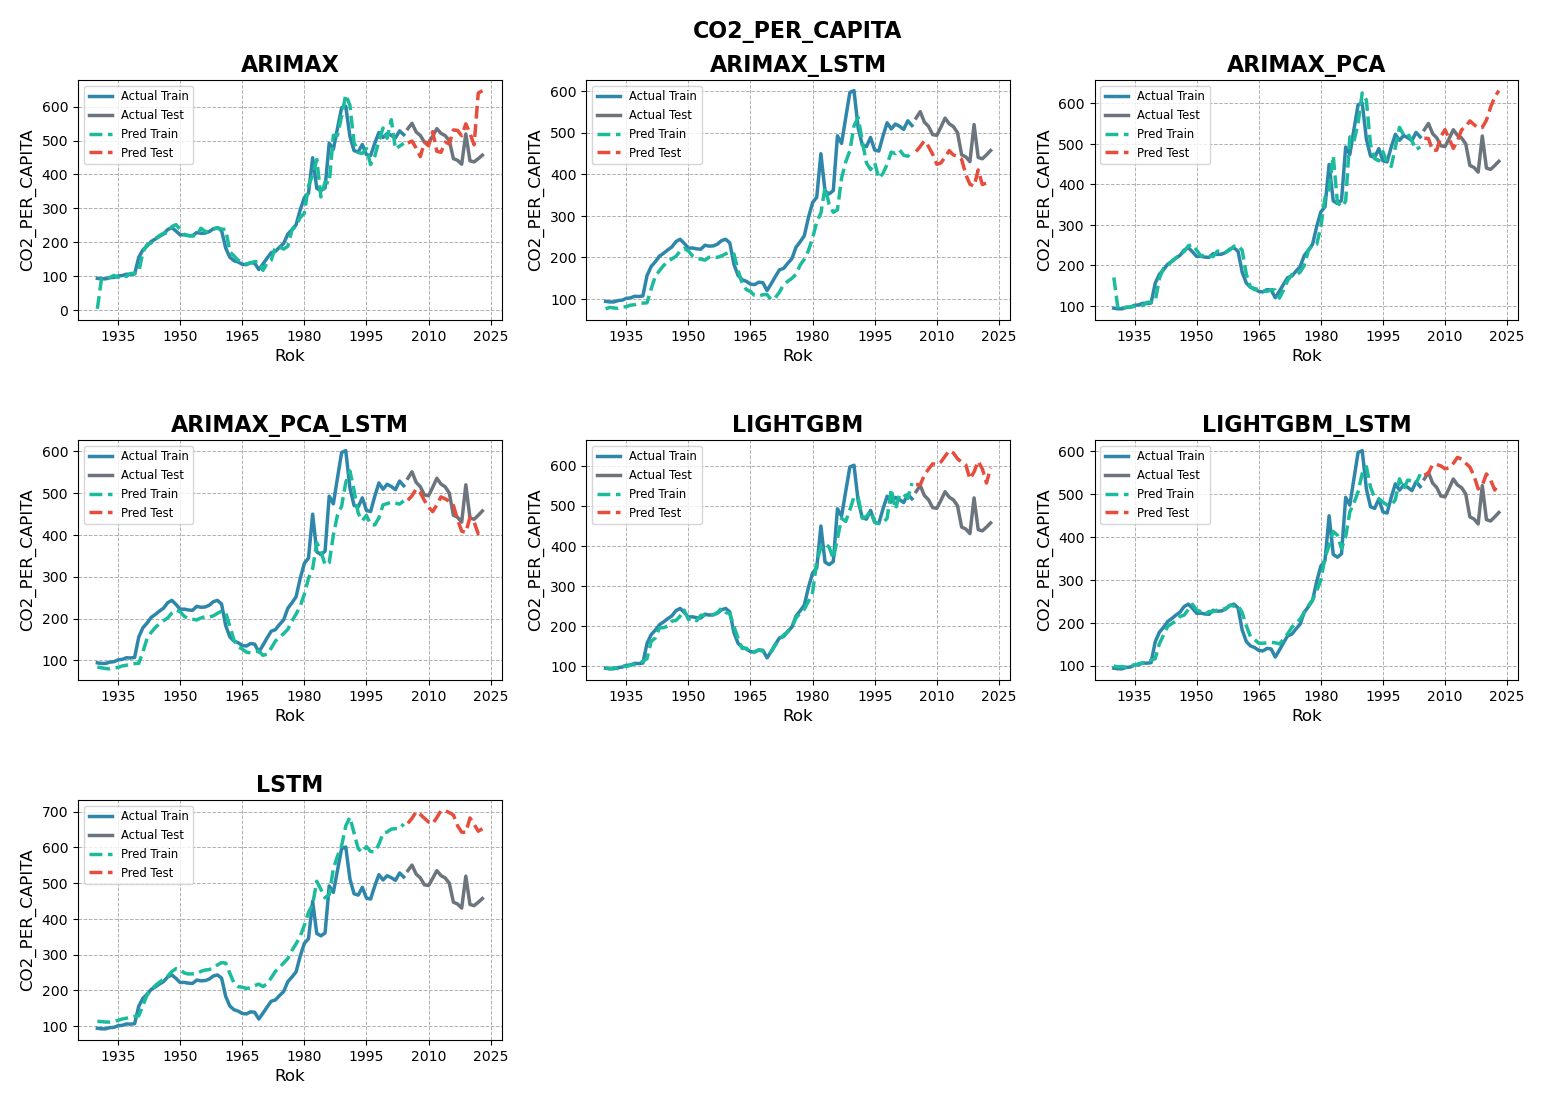 CO2_PER_CAPITA
ARIMAX
CO2_PER_CAPITA
600
500
400
300
200
100
0
Actual Train
Actual Test
Pred Train
Pred Test
1935 1950 1965 1980 1995 2010 2025
Rok
ARIMAX_LSTM
CO2_PER_CAPITA
600
500
400
300
200
100
Actual Train
Actual Test
Pred Train
Pred Test
1935 1950 1965 1980 1995 2010 2025
Rok
ARIMAX_PCA
CO2_PER_CAPITA
600
500
400
300
200
100
Actual Train
Actual Test
Pred Train
Pred Test
1935 1950 1965 1980 1995 2010 2025
Rok
ARIMAX_PCA_LSTM
CO2_PER_CAPITA
600
500
400
300
200
100
Actual Train
Actual Test
Pred Train
Pred Test
1935 1950 1965 1980 1995 2010 2025
Rok
LIGHTGBM
CO2_PER_CAPITA
600
500
400
300
200
100
Actual Train
Actual Test
Pred Train
Pred Test
1935 1950 1965 1980 1995 2010 2025
Rok
LIGHTGBM_LSTM
CO2_PER_CAPITA
600
500
400
300
200
100
Actual Train
Actual Test
Pred Train
Pred Test
1935 1950 1965 1980 1995 2010 2025
Rok
LSTM
CO2_PER_CAPITA
700
600
500
400
300
200
100
Actual Train
Actual Test
Pred Train
Pred Test
1935 1950 1965 1980 1995 2010 2025
Rok